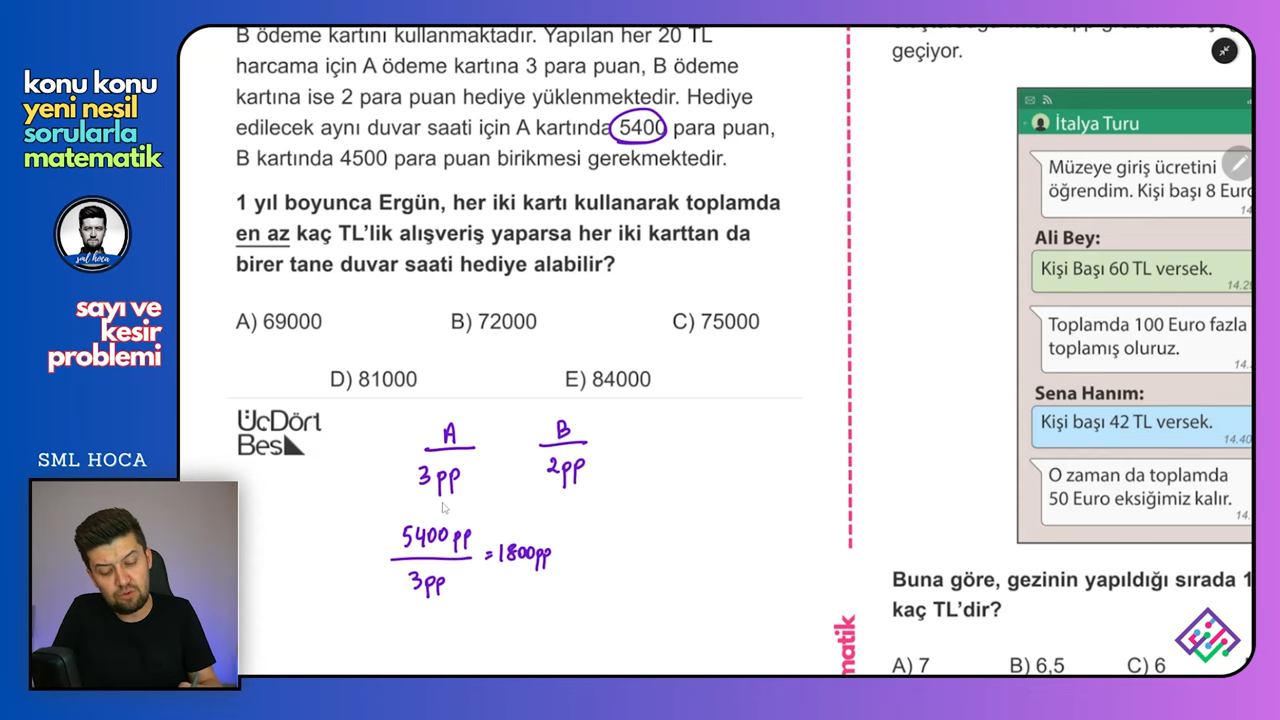 konu konu
yeni nesil
sorularla
matematik
sml hoca
sayı ve
kesir
problemi
SML HOCA
B ödeme kartını kullanmaktadır. Yapılan her 20 TL
harcama için A ödeme kartına 3 para puan, B ödeme
kartına ise 2 para puan hediye yüklenmektedir. Hediye
edilecek aynı duvar saati için A kartında 5400 para puan,
B kartında 4500 para puan birikmesi gerekmektedir.
1 yıl boyunca Ergün, her iki kartı kullanarak toplamda
en az kaç TL'lik alışveriş yaparsa her iki karttan da
birer tane duvar saati hediye alabilir?
A) 69000 B) 72000 C) 75000
D) 81000 E) 84000
ÜçDört
Beş
A B
3pp 2pp
5400pp
= 1800pp
3pp
geçiyor.
İtalya Turu
Müzeye giriş ücretini
öğrendim. Kişi başı 8 Euro
14.
Ali Bey:
Kişi Başı 60 TL versek.
14.29
Toplamda 100 Euro fazla
toplamış oluruz.
14.
Sena Hanım:
Kişi başı 42 TL versek.
14.40
O zaman da toplamda
50 Euro eksiğimiz kalır.
14.
Buna göre, gezinin yapıldığı sırada 1
kaç TL'dir?
A) 7 B) 6,5 C) 6
matik